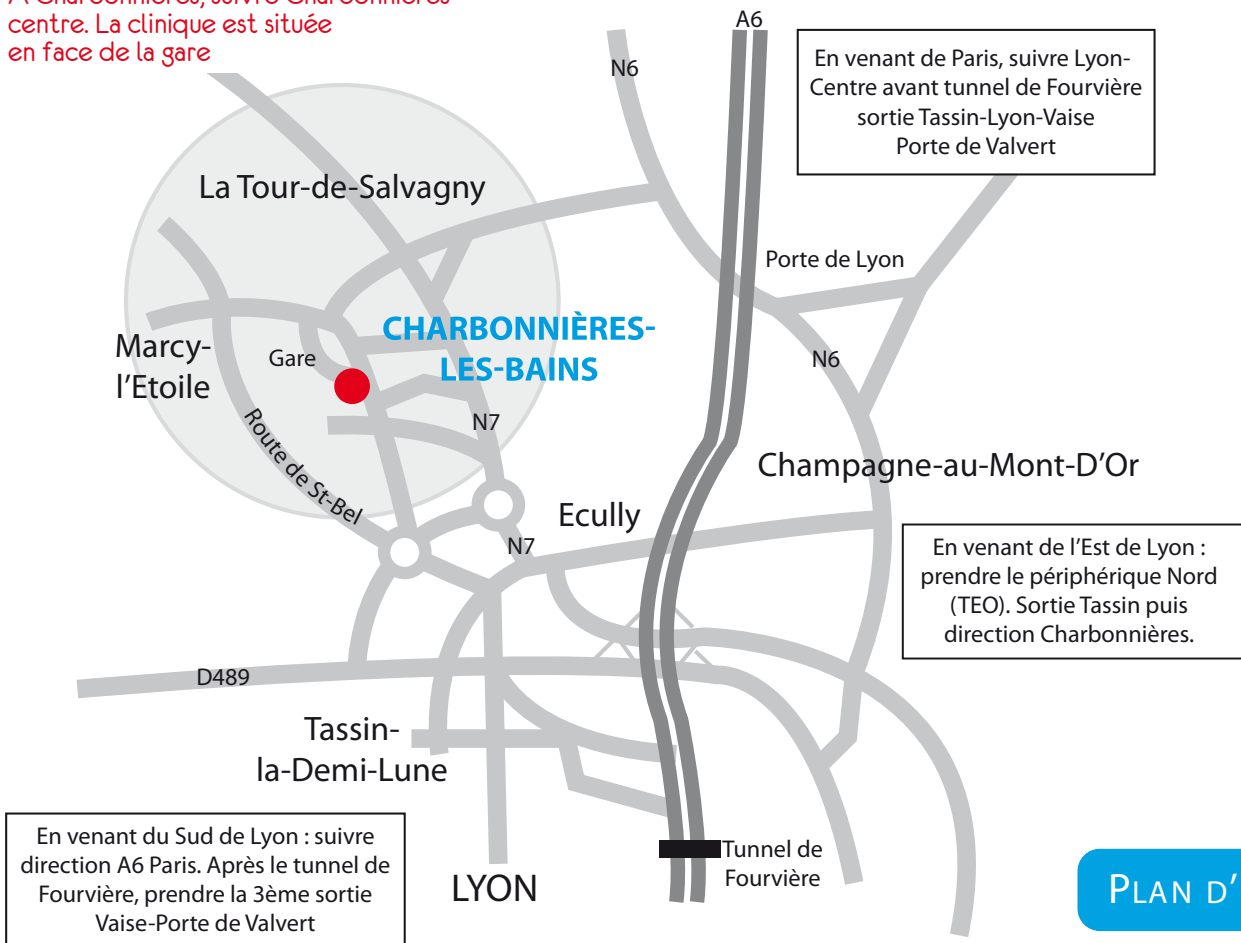 A Charbonnières, suivre Charbonnières
centre. La clinique est située
en face de la gare
A6
N6
En venant de Paris, suivre Lyon-
Centre avant tunnel de Fourvière
sortie Tassin-Lyon-Vaise
Porte de Valvert
La Tour-de-Salvagny
Porte de Lyon
CHARBONNIÈRES-
LES-BAINS
Marcy-
l'Etoile
Gare
N6
N7
Route de St-Bel
Champagne-au-Mont-D'Or
Ecully
N7
En venant de l'Est de Lyon :
prendre le périphérique Nord
(TEO). Sortie Tassin puis
direction Charbonnières.
D489
Tassin-
la-Demi-Lune
En venant du Sud de Lyon : suivre
direction A6 Paris. Après le tunnel de
Fourvière, prendre la 3ème sortie
Vaise-Porte de Valvert
LYON
Tunnel de
Fourvière
PLAN D'